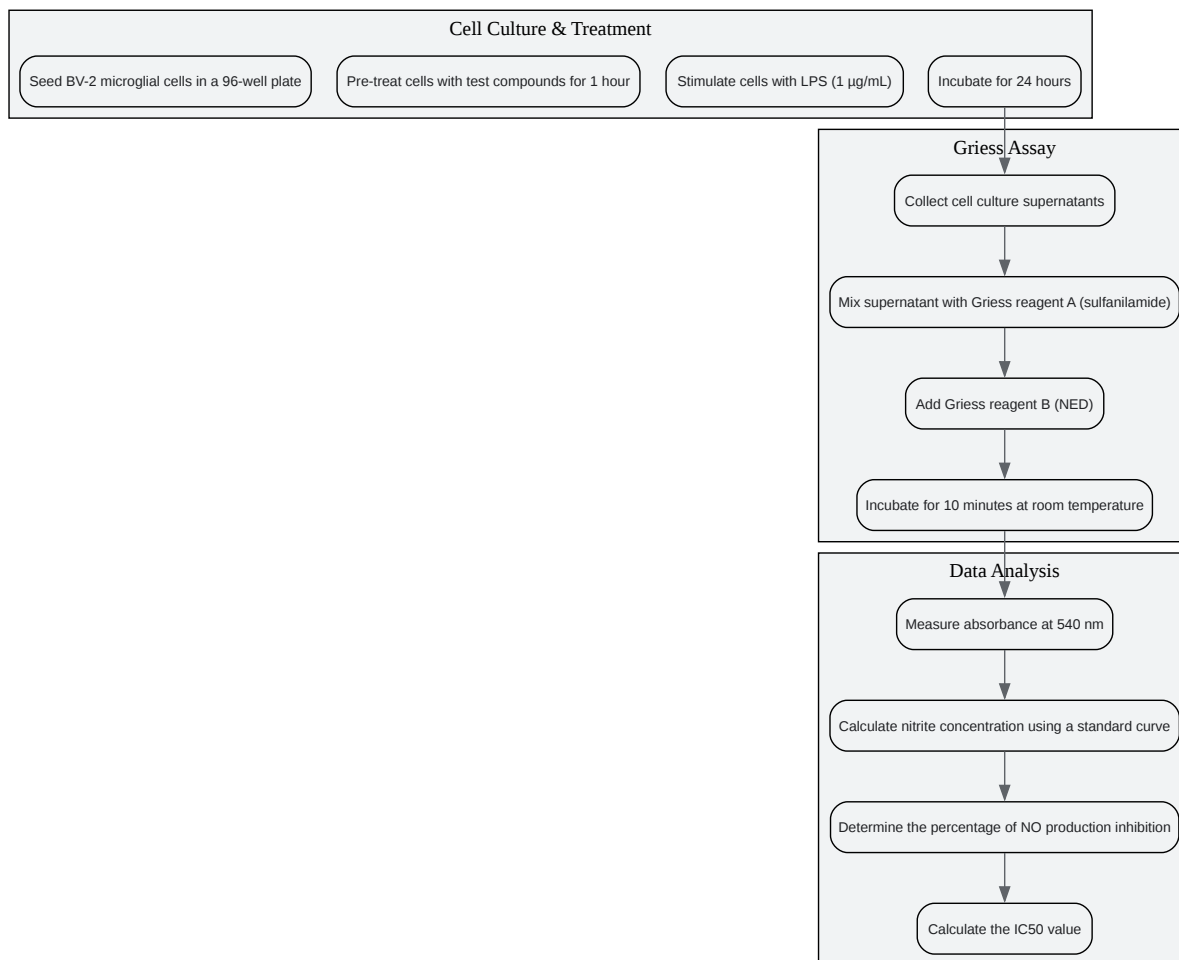 Cell Culture & Treatment
Seed BV-2 microglial cells in a 96-well plate
Pre-treat cells with test compounds for 1 hour
Stimulate cells with LPS (1 µg/mL)
Incubate for 24 hours
Griess Assay
Collect cell culture supernatants
Mix supernatant with Griess reagent A (sulfanilamide)
Add Griess reagent B (NED)
Incubate for 10 minutes at room temperature
Data Analysis
Measure absorbance at 540 nm
Calculate nitrite concentration using a standard curve
Determine the percentage of NO production inhibition
Calculate the IC50 value